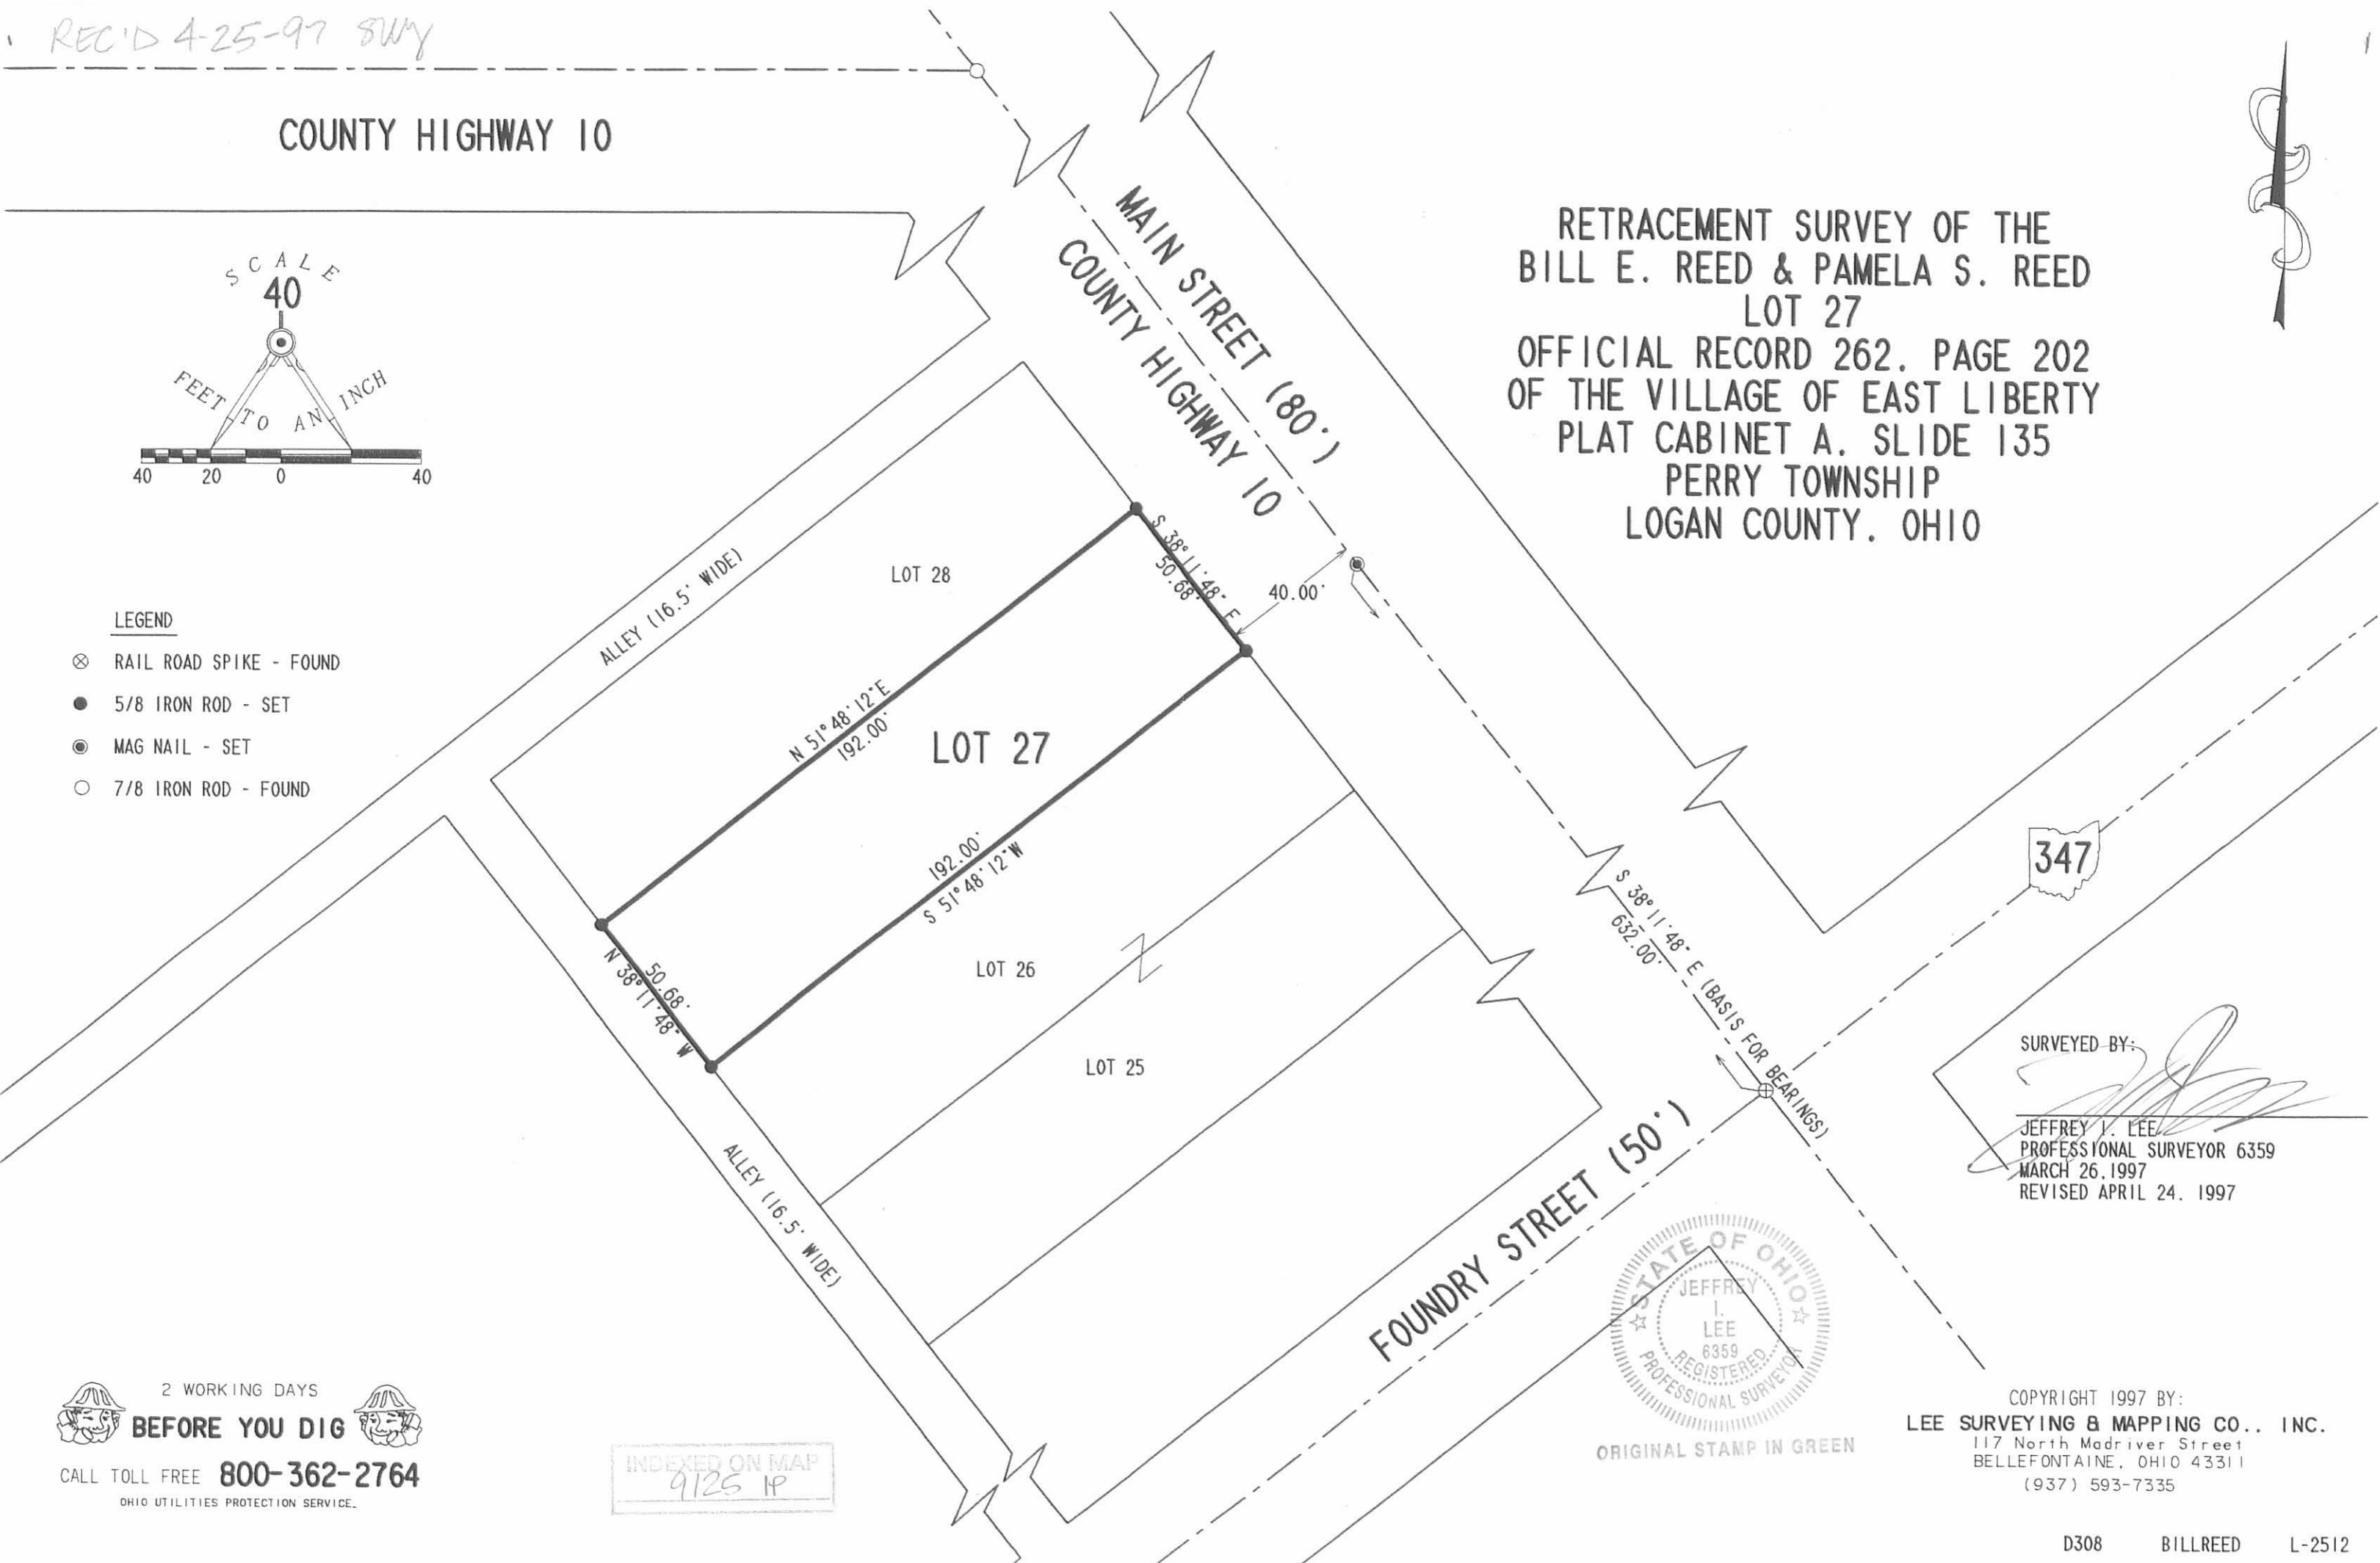 REC'D 4-25-97 SWY
COUNTY HIGHWAY 10
MAIN STREET (80')
COUNTY HIGHWAY 10
RETRACEMENT SURVEY OF THE
BILL E. REED & PAMELA S. REED
LOT 27
OFFICIAL RECORD 262, PAGE 202
OF THE VILLAGE OF EAST LIBERTY
PLAT CABINET A, SLIDE 135
PERRY TOWNSHIP
LOGAN COUNTY, OHIO
SCALE
40
FEET TO AN INCH
40 20 0 40
LEGEND
RAIL ROAD SPIKE - FOUND
5/8 IRON ROD - SET
MAG NAIL - SET
7/8 IRON ROD - FOUND
ALLEY (16.5' WIDE)
LOT 28
S 38°11'48" E
50.68'
40.00'
N 51°48'12"E
192.00'
LOT 27
192.00'
S 51°48'12"W
50.68'
N 38°11'48" W
LOT 26
LOT 25
ALLEY (16.5' WIDE)
347
S 38°11'48" E (BASIS FOR BEARINGS)
632.00'
FOUNDRY STREET (50')
SURVEYED BY:
JEFFREY I. LEE
PROFESSIONAL SURVEYOR 6359
MARCH 26, 1997
REVISED APRIL 24, 1997
STATE OF OHIO
JEFFREY
I.
LEE
6359
REGISTERED
PROFESSIONAL SURVEYOR
ORIGINAL STAMP IN GREEN
2 WORKING DAYS
BEFORE YOU DIG
CALL TOLL FREE 800-362-2764
OHIO UTILITIES PROTECTION SERVICE
INDEXED ON MAP
9125 IP
COPYRIGHT 1997 BY:
LEE SURVEYING & MAPPING CO., INC.
117 North Madriver Street
BELLEFONTAINE, OHIO 43311
(937) 593-7335
D308 BILLREED L-2512